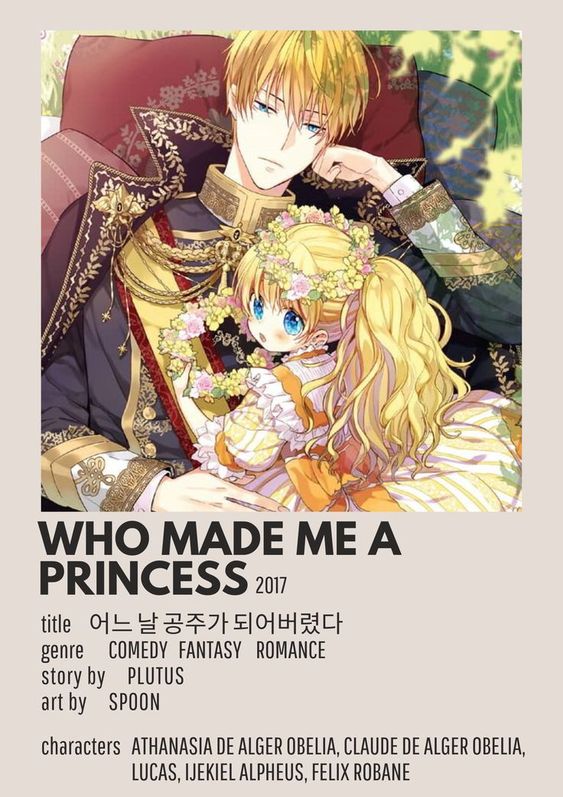 WHO MADE ME A
PRINCESS 2017
title 어느 날 공주가 되어버렸다
genre COMEDY FANTASY ROMANCE
story by PLUTUS
art by SPOON
characters ATHANASIA DE ALGER OBELIA, CLAUDE DE ALGER OBELIA,
LUCAS, IJEKIEL ALPHEUS, FELIX ROBANE